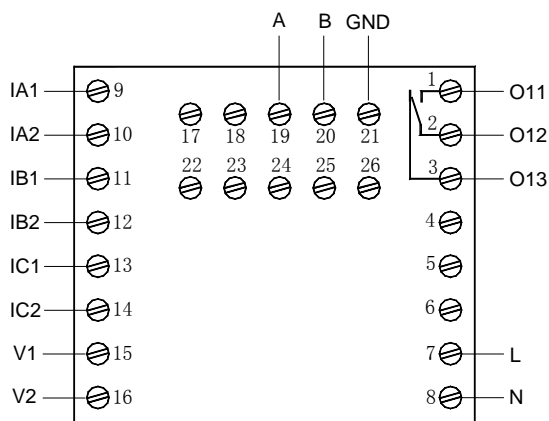 A B GND
IA1 9 1 O11
17 18 19 20 21
IA2 10 2 O12
22 23 24 25 26
IB1 11 3 O13
IB2 12 4
IC1 13 5
IC2 14 6
V1 15 7 L
V2 16 8 N